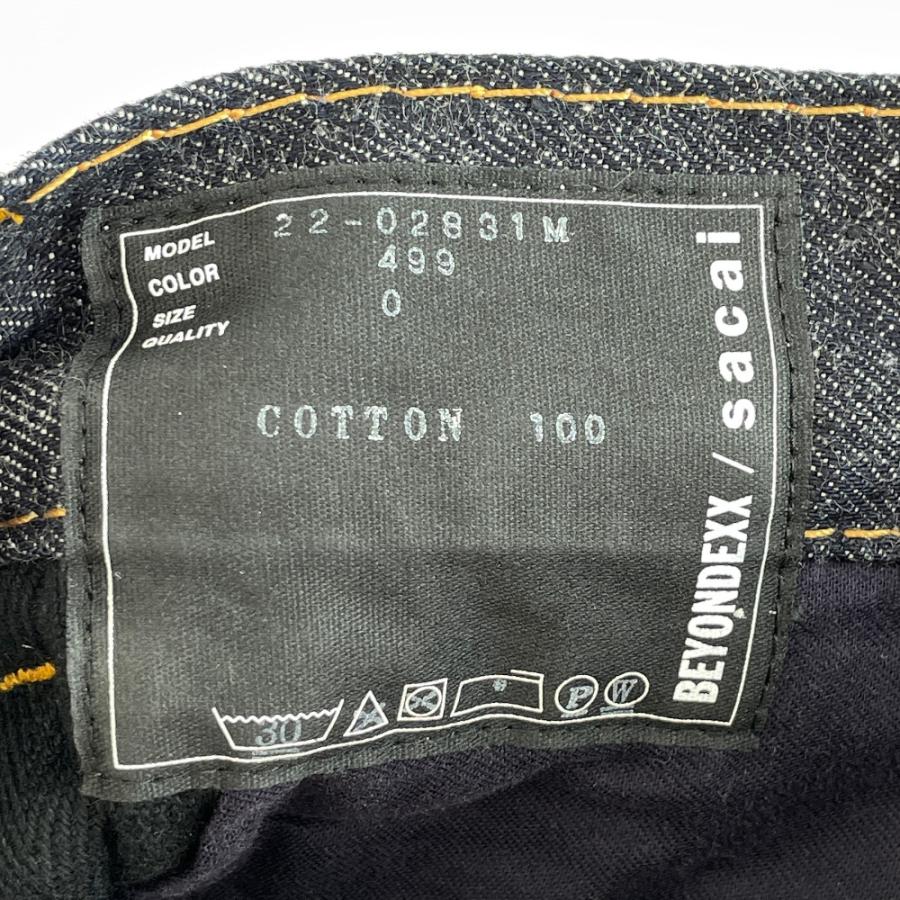 MODEL 22-02831M
COLOR 499
SIZE 0
QUALITY
COTTON 100
BEYONDEXX / sacai
30 P W